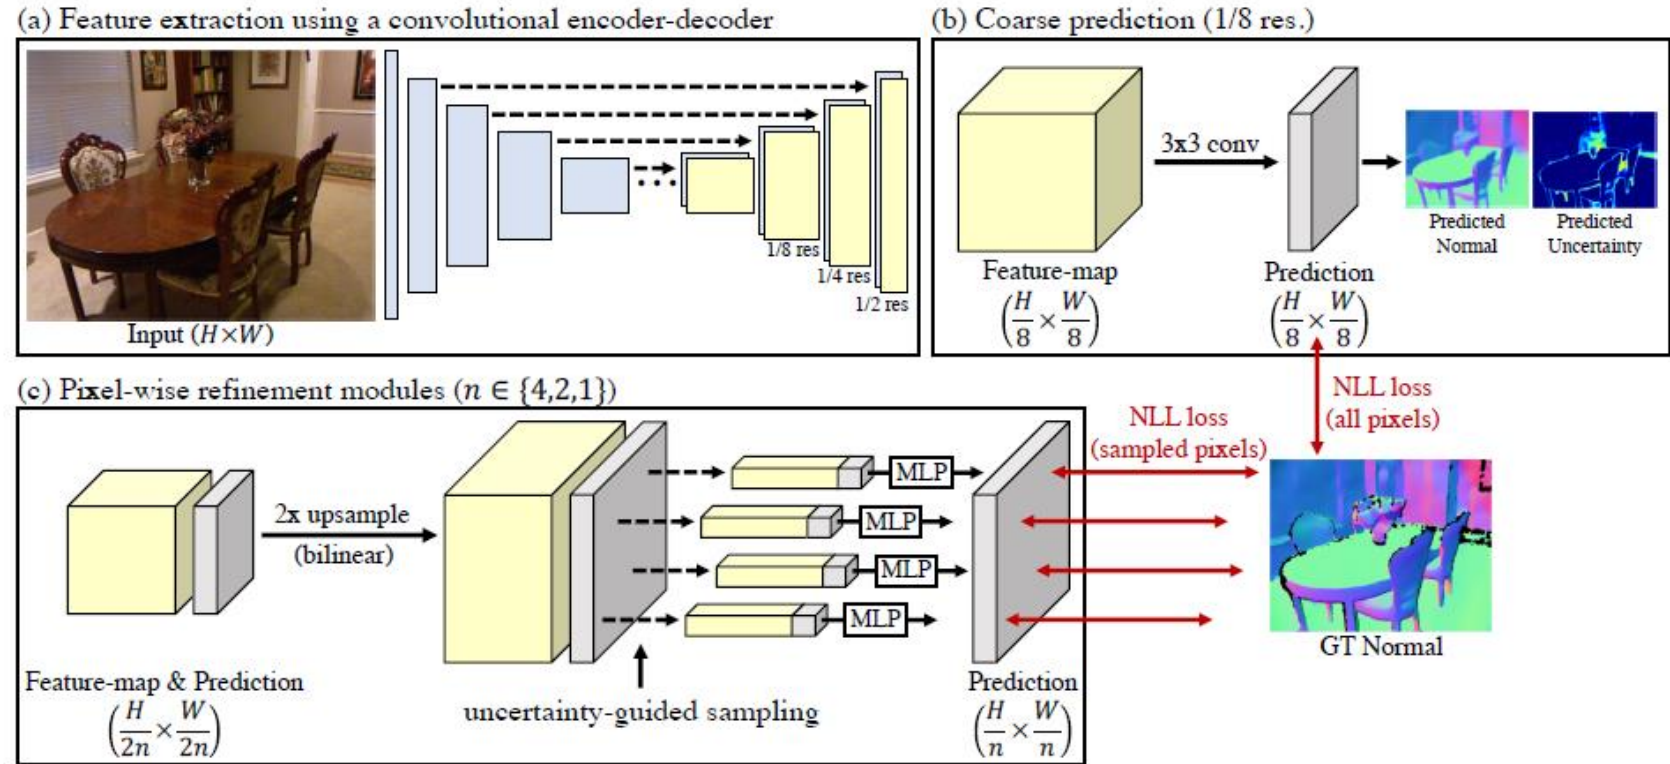 (a) Feature extraction using a convolutional encoder-decoder
Input (H×W)
1/8 res
1/4 res
1/2 res
(b) Coarse prediction (1/8 res.)
3x3 conv
Feature-map
(H/8 × W/8)
Prediction
(H/8 × W/8)
Predicted
Normal
Predicted
Uncertainty
(c) Pixel-wise refinement modules (n ∈ {4,2,1})
Feature-map & Prediction
(H/2n × W/2n)
2x upsample
(bilinear)
uncertainty-guided sampling
MLP
MLP
MLP
MLP
Prediction
(H/n × W/n)
NLL loss
(sampled pixels)
NLL loss
(all pixels)
GT Normal